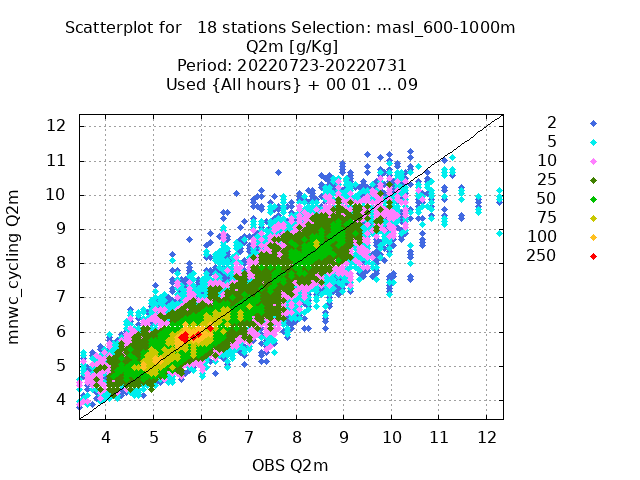 Scatterplot for   18 stations Selection: masl_600-1000m
Q2m [g/Kg]
Period: 20220723-20220731
Used {All hours} + 00 01 ... 09
2
5
10
25
50
75
100
250
12
11
10
9
8
7
6
5
4
mnwc_cycling Q2m
4 5 6 7 8 9 10 11 12
OBS Q2m